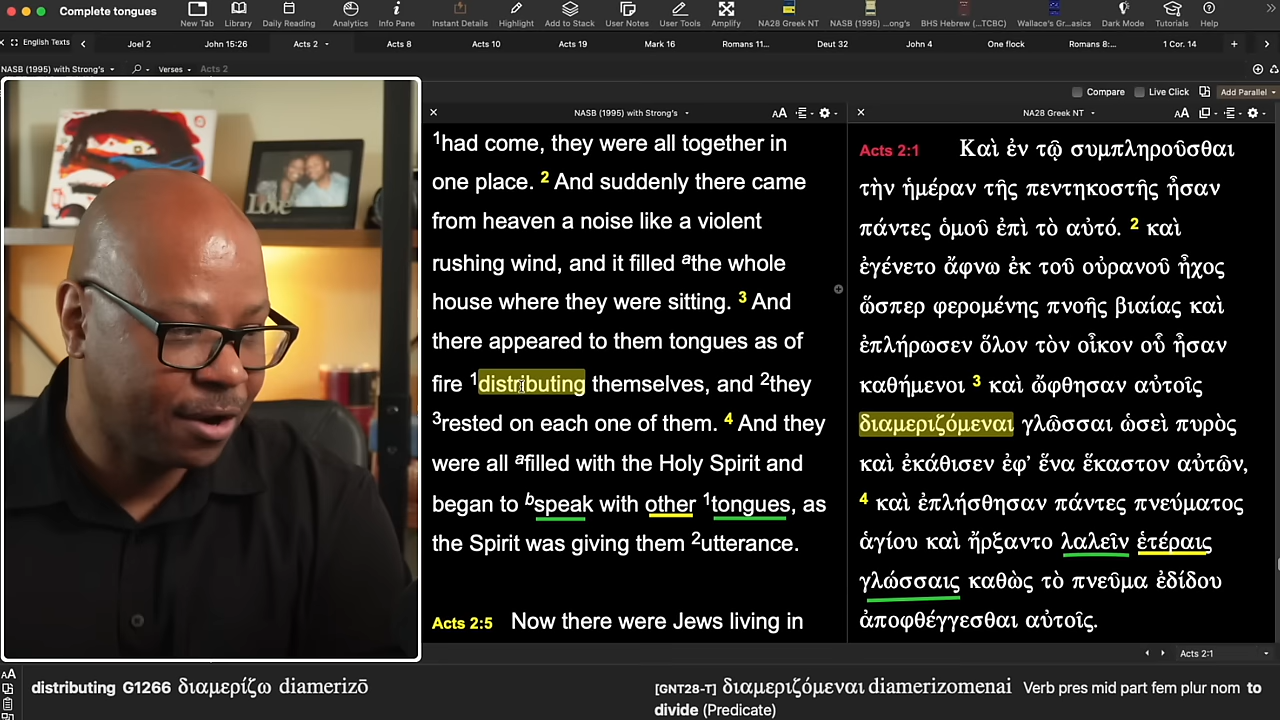 Complete tongues
New Tab
Library
Daily Reading
Analytics
Info Pane
Instant Details
Highlight
Add to Stack
User Notes
User Tools
Amplify
NA28 Greek NT
NASB (1995) ...ong's
BHS Hebrew (...TCBC)
Wallace's Gr...asics
Dark Mode
Tutorials
Help
English Texts
Joel 2
John 15:26
Acts 2
Acts 8
Acts 10
Acts 19
Mark 16
Romans 11...
Deut 32
John 4
One flock
Romans 8:...
1 Cor. 14
NASB (1995) with Strong's
Verses
Acts 2
Compare
Live Click
Add Parallel
NASB (1995) with Strong's
1had come, they were all together in
one place. 2 And suddenly there came
from heaven a noise like a violent
rushing wind, and it filled athe whole
house where they were sitting. 3 And
there appeared to them tongues as of
fire 1distributing themselves, and 2they
3rested on each one of them. 4 And they
were all afilled with the Holy Spirit and
began to bspeak with other 1tongues, as
the Spirit was giving them 2utterance.
Acts 2:5 Now there were Jews living in
NA28 Greek NT
Acts 2:1 Καὶ ἐν τῷ συμπληροῦσθαι
τὴν ἡμέραν τῆς πεντηκοστῆς ἦσαν
πάντες ὁμοῦ ἐπὶ τὸ αὐτό. 2 καὶ
ἐγένετο ἄφνω ἐκ τοῦ οὐρανοῦ ἦχος
ὥσπερ φερομένης πνοῆς βιαίας καὶ
ἐπλήρωσεν ὅλον τὸν οἶκον οὗ ἦσαν
καθήμενοι 3 καὶ ὤφθησαν αὐτοῖς
διαμεριζόμεναι γλῶσσαι ὡσεὶ πυρὸς
καὶ ἐκάθισεν ἐφ’ ἕνα ἕκαστον αὐτῶν,
4 καὶ ἐπλήσθησαν πάντες πνεύματος
ἁγίου καὶ ἤρξαντο λαλεῖν ἑτέραις
γλώσσαις καθὼς τὸ πνεῦμα ἐδίδου
ἀποφθέγγεσθαι αὐτοῖς.
Acts 2:1
Love
distributing G1266 διαμερίζω diamerizō
[GNT28-T] διαμεριζόμεναι diamerizomenai Verb pres mid part fem plur nom to
divide (Predicate)